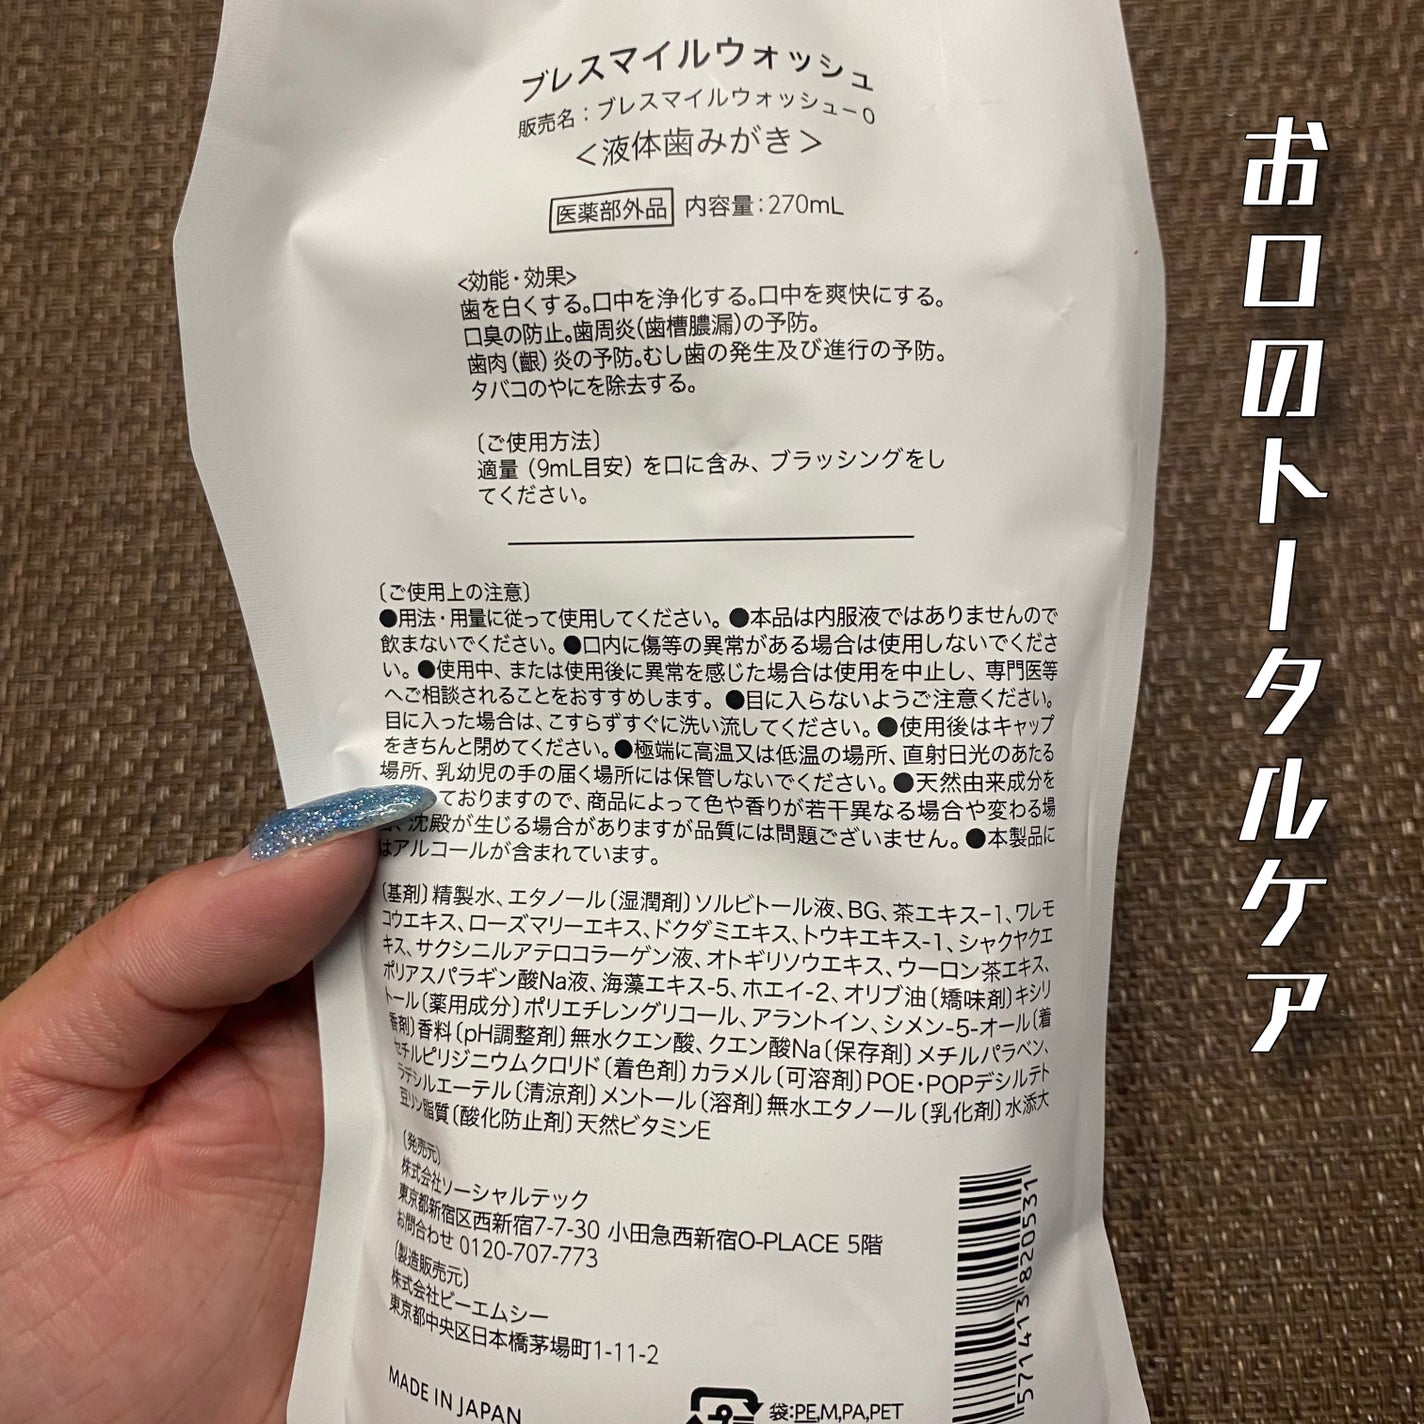 ブレスマイルウォッシュ
販売名：ブレスマイルウォッシュ－０
＜液体歯みがき＞
医薬部外品 内容量：270mL
<効能・効果>
歯を白くする。口中を浄化する。口中を爽快にする。
口臭の防止。歯周炎(歯槽膿漏)の予防。
歯肉(齦)炎の予防。むし歯の発生及び進行の予防。
タバコのやにを除去する。
〔ご使用方法〕
適量（9mL目安）を口に含み、ブラッシングをし
てください。
〔ご使用上の注意〕
●用法・用量に従って使用してください。●本品は内服液ではありませんので
飲まないでください。●口内に傷等の異常がある場合は使用しないでくださ
い。●使用中、または使用後に異常を感じた場合は使用を中止し、専門医等
へご相談されることをおすすめします。●目に入らないようご注意ください。
目に入った場合は、こすらずすぐに洗い流してください。●使用後はキャップ
をきちんと閉めてください。●極端に高温又は低温の場所、直射日光のあたる
場所、乳幼児の手の届く場所には保管しないでください。●天然由来成分を
ておりますので、商品によって色や香りが若干異なる場合や変わる場
、沈殿が生じる場合がありますが品質には問題ございません。●本製品に
はアルコールが含まれています。
〔基剤〕精製水、エタノール〔湿潤剤〕ソルビトール液、BG、茶エキス-1、ワレモ
コウエキス、ローズマリーエキス、ドクダミエキス、トウキエキス-1、シャクヤクエ
キス、サクシニルアテロコラーゲン液、オトギリソウエキス、ウーロン茶エキス、
ポリアスパラギン酸Na液、海藻エキス-5、ホエイ-2、オリブ油〔矯味剤〕キシリ
トール〔薬用成分〕ポリエチレングリコール、アラントイン、シメン-5-オール〔着
香剤〕香料〔pH調整剤〕無水クエン酸、クエン酸Na〔保存剤〕メチルパラベン、
セチルピリジニウムクロリド〔着色剤〕カラメル〔可溶剤〕POE・POPデシルテト
ラデシルエーテル〔清涼剤〕メントール〔溶剤〕無水エタノール〔乳化剤〕水添大
豆リン脂質〔酸化防止剤〕天然ビタミンE
〔発売元〕
株式会社ソーシャルテック
東京都新宿区西新宿7-7-30 小田急西新宿O-PLACE 5階
お問合わせ 0120-707-773
〔製造販売元〕
株式会社ビーエムシー
東京都中央区日本橋茅場町1-11-2
MADE IN JAPAN
プラ 袋:PE,M,PA,PET
571413 820531
お口のトータルケア